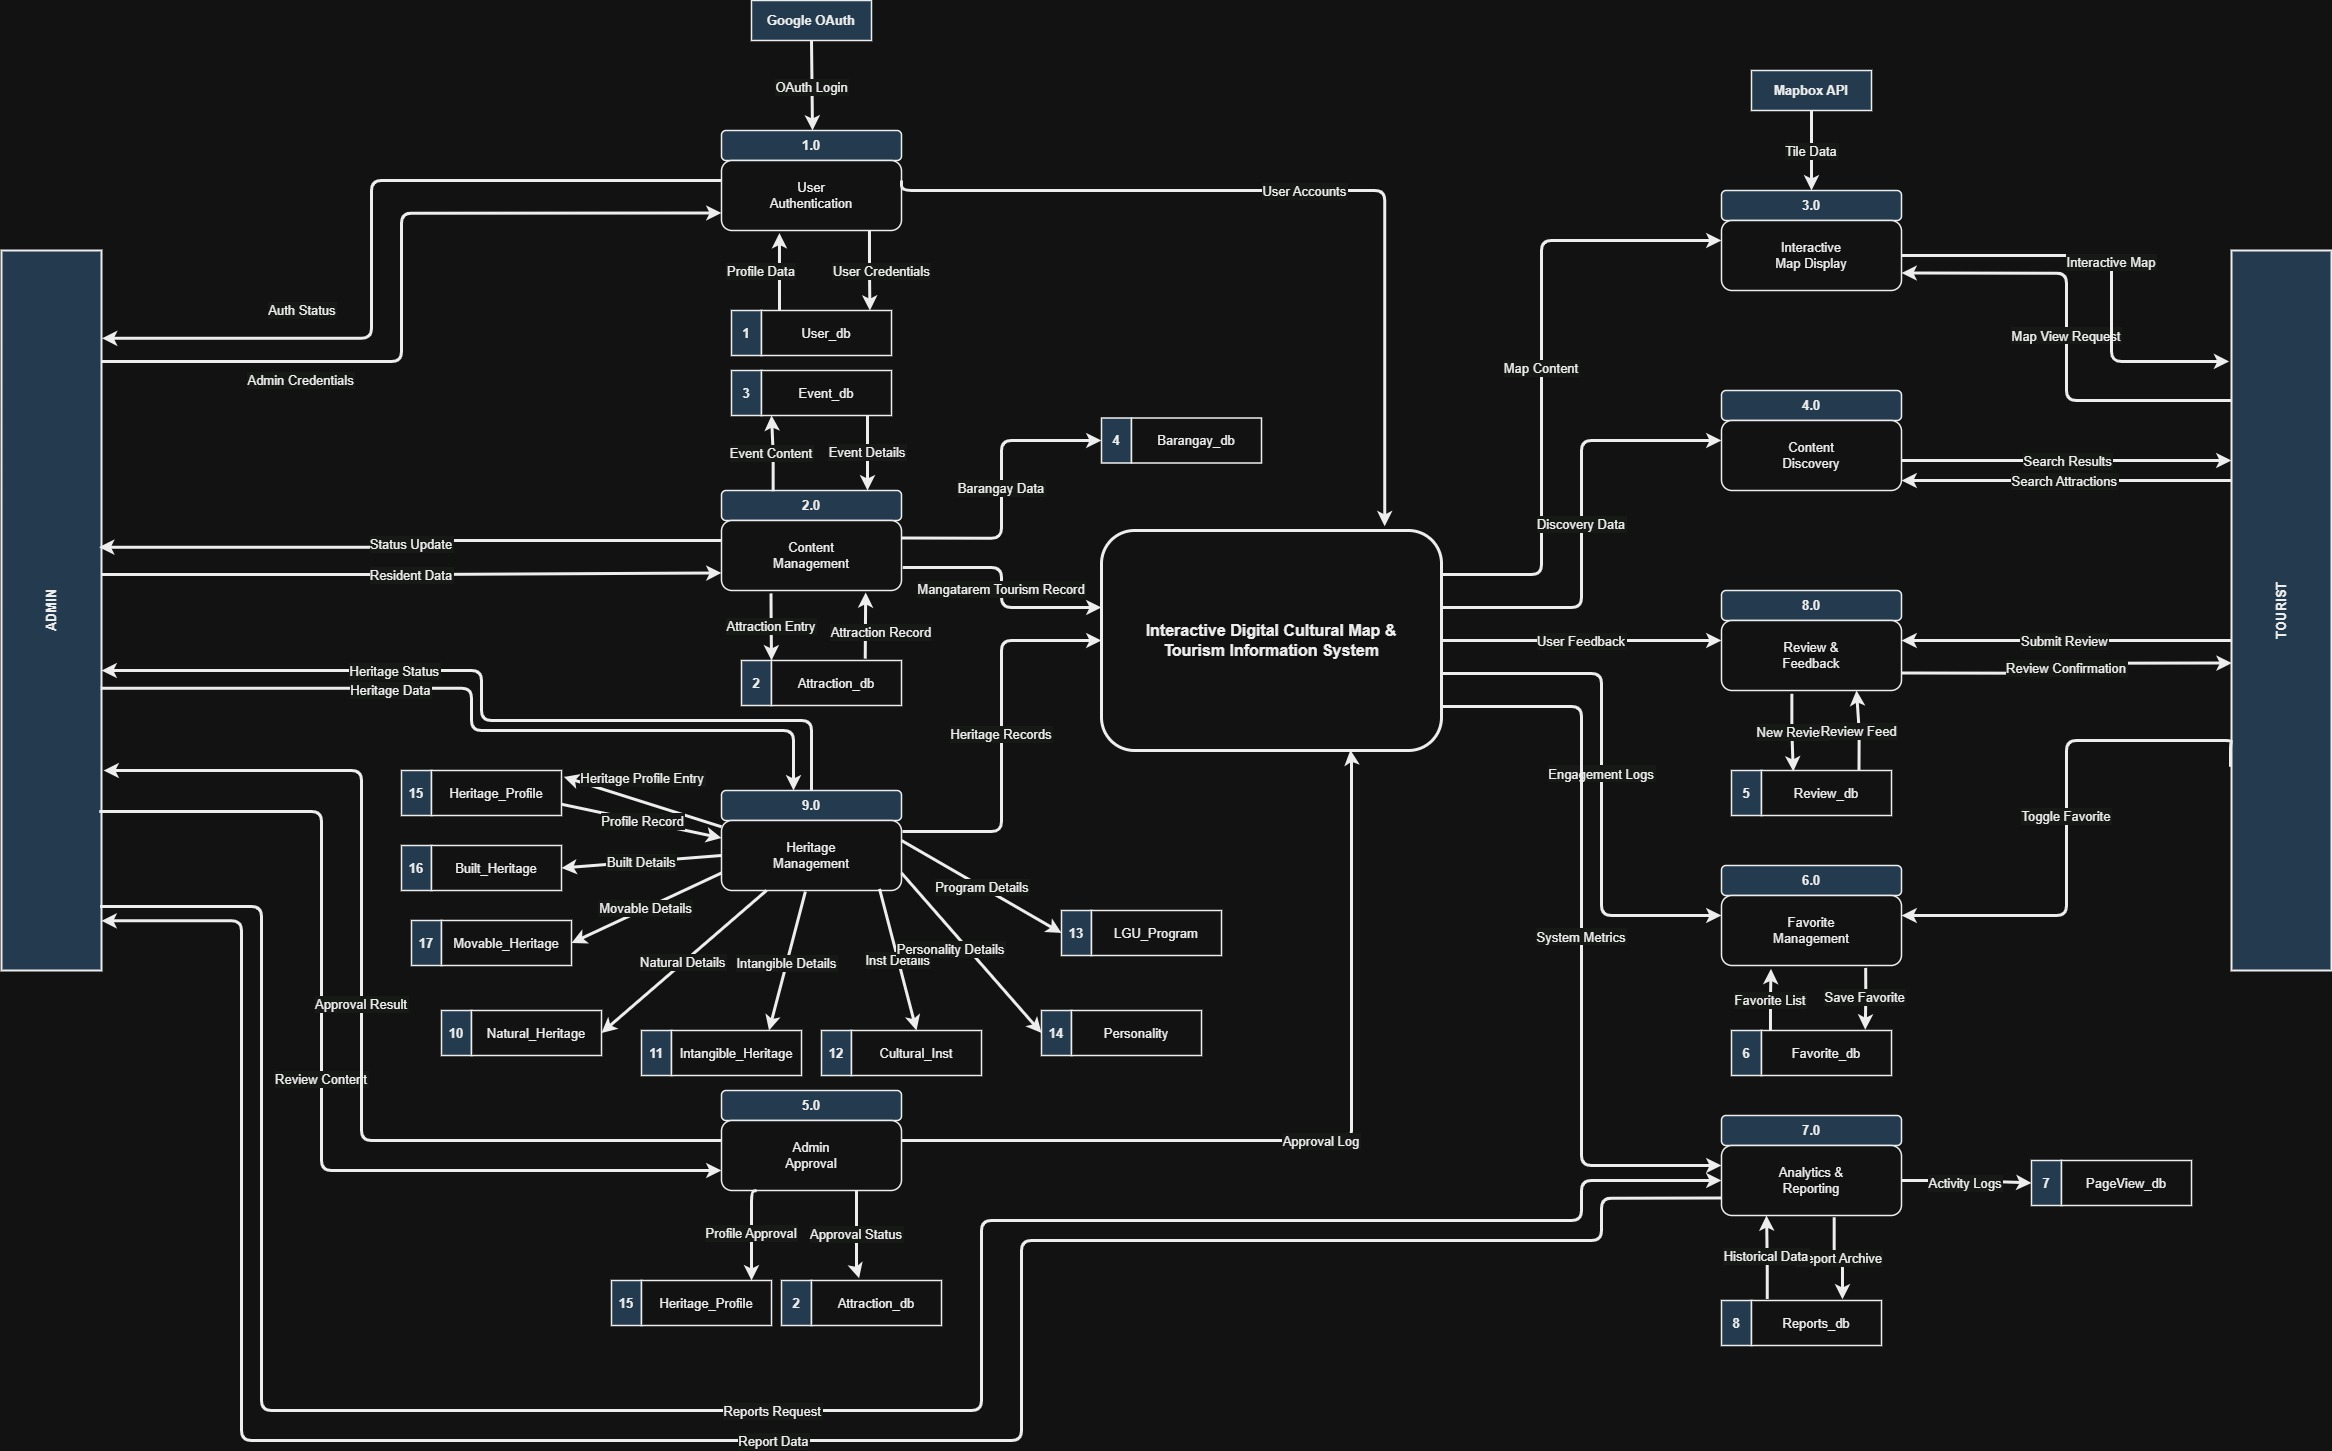 Google OAuth
OAuth Login
Mapbox API
Tile Data
1.0
User
Authentication
User Accounts
3.0
Interactive
Map Display
Interactive Map
Map View Request
Profile Data
User Credentials
Auth Status
Admin Credentials
1
User_db
3
Event_db
Map Content
4.0
Content
Discovery
Search Results
Search Attractions
4
Barangay_db
Event Content
Event Details
Barangay Data
2.0
Content
Management
Status Update
Resident Data
Discovery Data
Mangatarem Tourism Record
ADMIN
TOURIST
8.0
Review &
Feedback
User Feedback
Submit Review
Review Confirmation
Interactive Digital Cultural Map &
Tourism Information System
Attraction Entry
Attraction Record
2
Attraction_db
Heritage Status
Heritage Data
Heritage Records
New Revie
Review Feed
Engagement Logs
5
Review_db
15
Heritage_Profile
Heritage Profile Entry
Profile Record
9.0
Heritage
Management
Toggle Favorite
16
Built_Heritage
Built Details
Movable Details
Program Details
6.0
Favorite
Management
17
Movable_Heritage
13
LGU_Program
System Metrics
Natural Details
Intangible Details
Inst Details
Personality Details
Approval Result
Favorite List
Save Favorite
10
Natural_Heritage
11
Intangible_Heritage
12
Cultural_Inst
14
Personality
6
Favorite_db
Review Content
5.0
Admin
Approval
Approval Log
7.0
Analytics &
Reporting
Activity Logs
7
PageView_db
Profile Approval
Approval Status
Historical Data
port Archive
15
Heritage_Profile
2
Attraction_db
8
Reports_db
Reports Request
Report Data